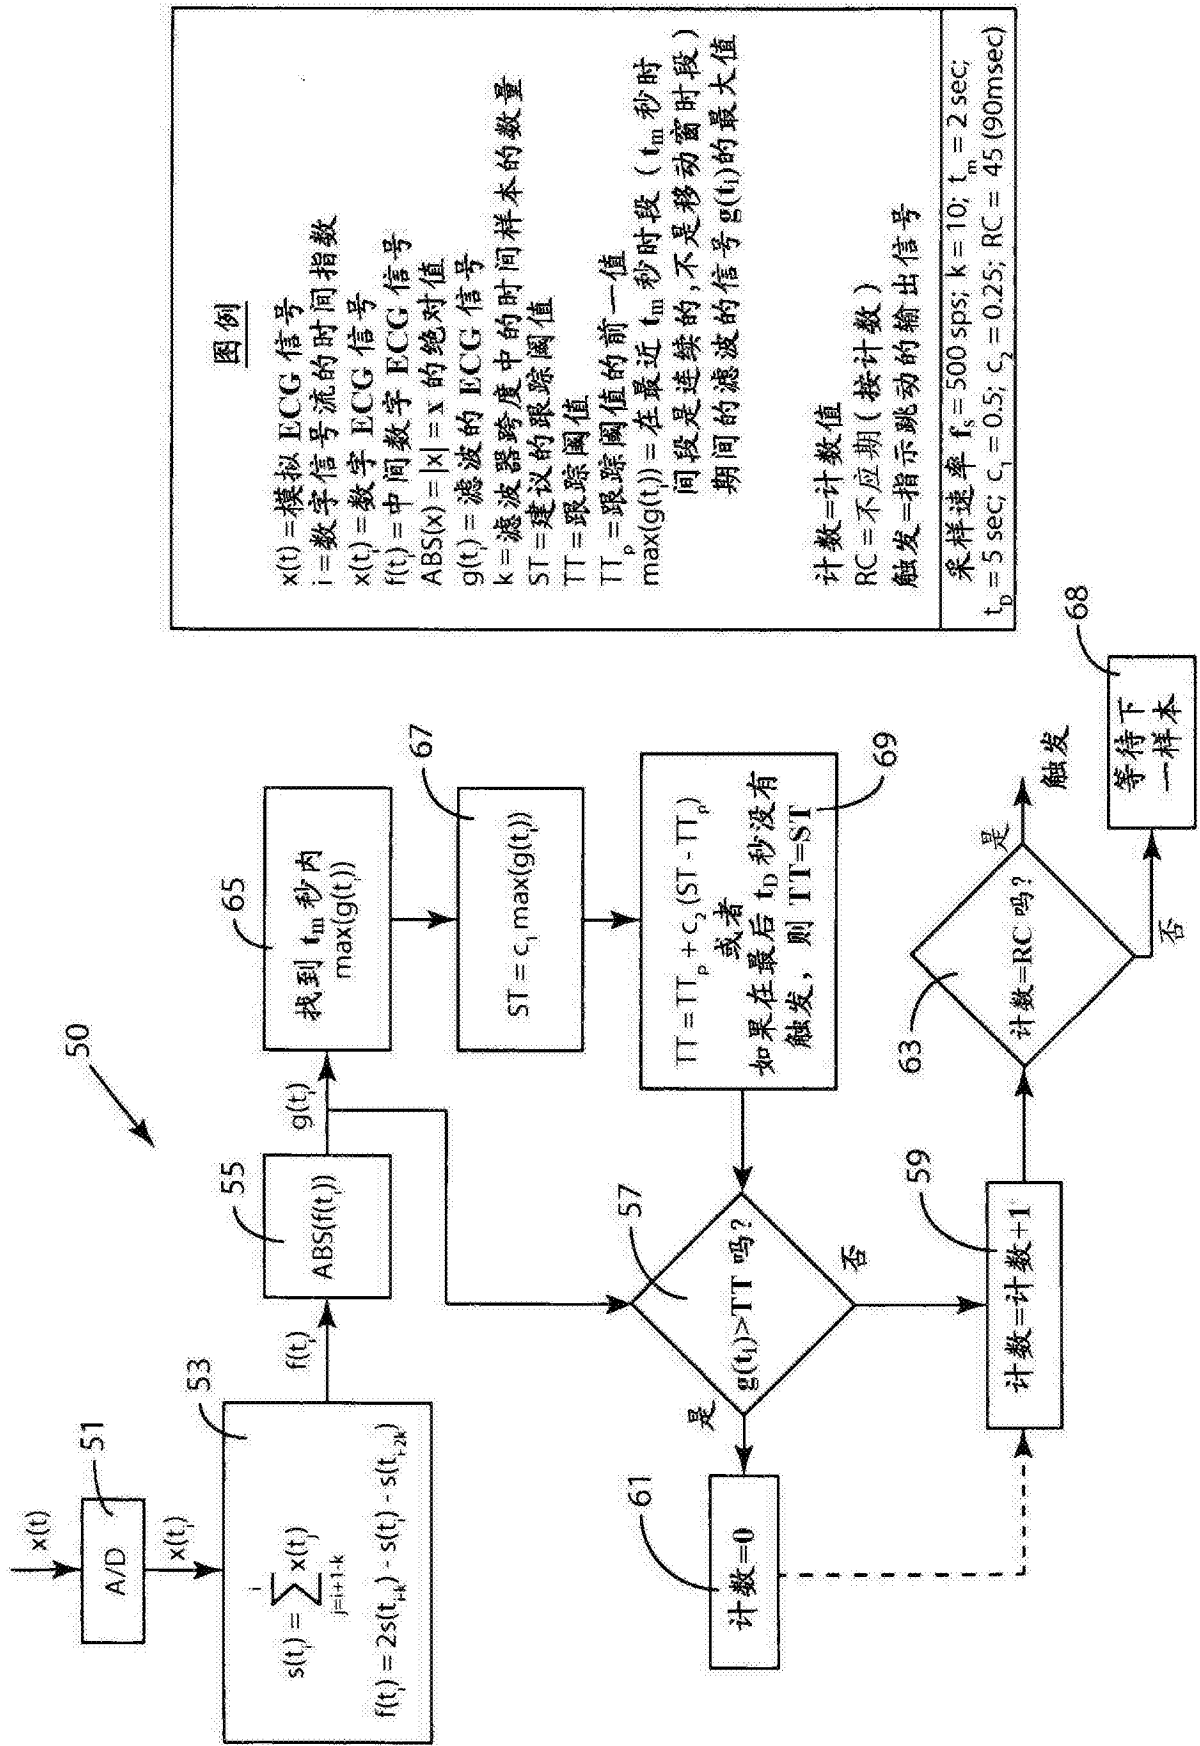 50
x(t)
A/D
51
x(tᵢ)
53
s(tᵢ) = ∑ x(tⱼ)
i
j=i+1-k
f(tᵢ) = 2s(tᵢ₋ₖ) - s(tᵢ) - s(tᵢ₋₂ₖ)
f(tᵢ)
55
ABS(f(tᵢ))
g(tᵢ)
65
找到 tₘ 秒内
max(g(tᵢ))
67
ST = c₁ max(g(tᵢ))
69
TT = TTₚ + c₂ (ST - TTₚ)
或者
如果在最后 t_D 秒没有
触发，则 TT=ST
57
g(tᵢ)>TT 吗?
是
否
61
计数=0
59
计数=计数+1
63
计数=RC 吗?
是
触发
否
68
等待下
一样本
图例
x(t) =模拟 ECG 信号
i =数字信号流的时间指数
x(tᵢ) =数字 ECG 信号
f(tᵢ) =中间数字 ECG 信号
ABS(x) = |x| = x 的绝对值
g(tᵢ) =滤波的 ECG 信号
k =滤波器跨度中的时间样本的数量
ST =建议的跟踪阈值
TT =跟踪阈值
TTₚ =跟踪阈值的前一值
max(g(tᵢ)) =在最近 tₘ 秒时段（tₘ 秒时
间段是连续的,不是移动窗时段）
期间的滤波的信号 g(tᵢ)的最大值
计数=计数值
RC =不应期（按计数）
触发=指示跳动的输出信号
采样速率 fₛ = 500 sps; k = 10; tₘ = 2 sec;
t_D = 5 sec; c₁ = 0.5; c₂ = 0.25; RC = 45 (90msec)